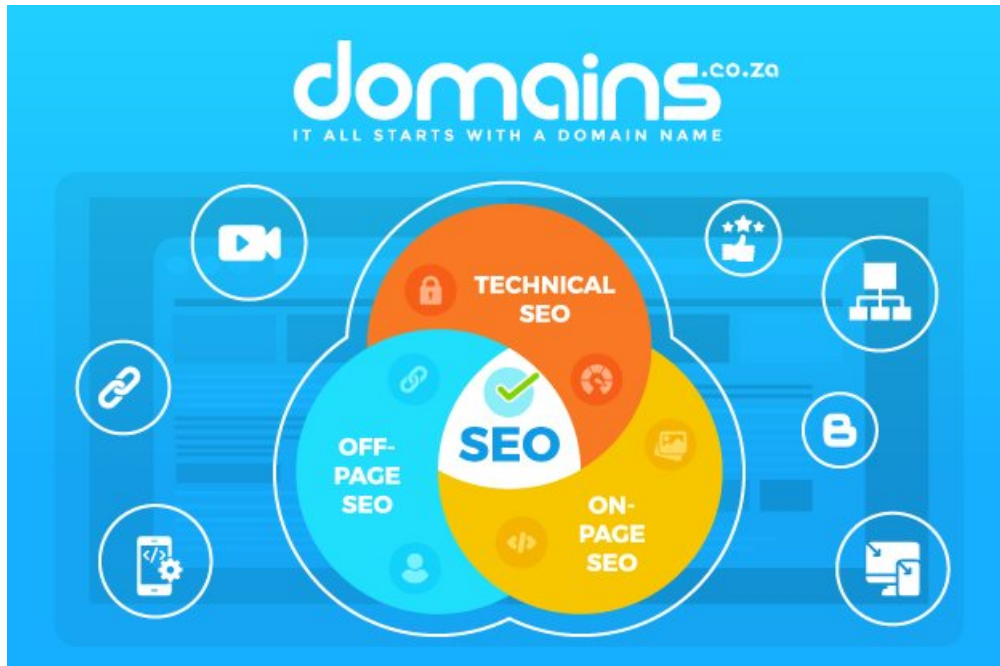 domains.co.za
IT ALL STARTS WITH A DOMAIN NAME
TECHNICAL
SEO
OFF-
PAGE
SEO
SEO
ON-
PAGE
SEO